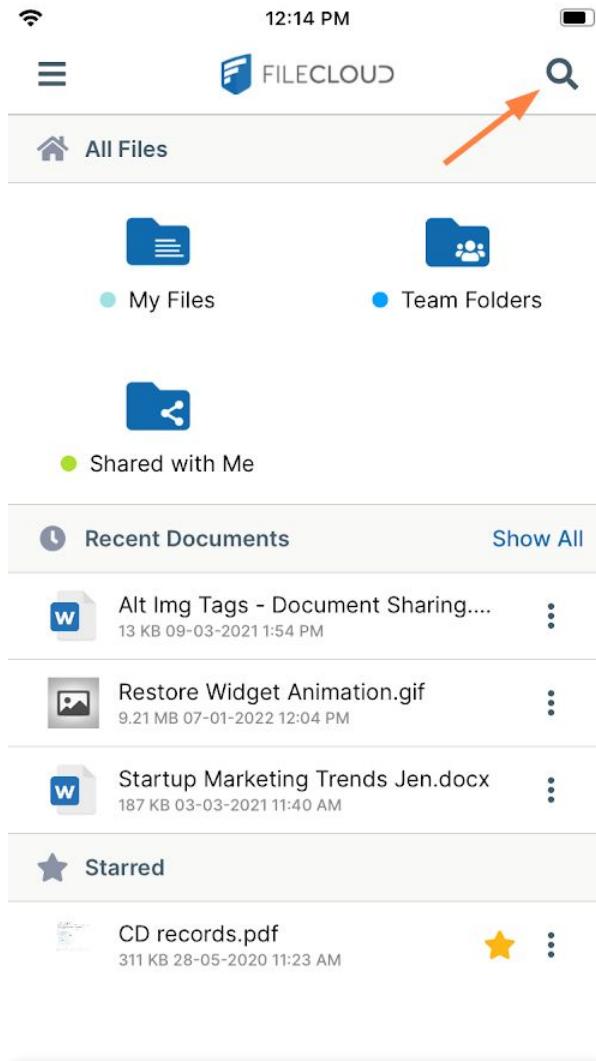 12:14 PM
FILECLOUD
All Files
My Files
Team Folders
Shared with Me
Recent Documents
Show All
W
Alt Img Tags - Document Sharing....
13 KB 09-03-2021 1:54 PM
Restore Widget Animation.gif
9.21 MB 07-01-2022 12:04 PM
W
Startup Marketing Trends Jen.docx
187 KB 03-03-2021 11:40 AM
Starred
CD records.pdf
311 KB 28-05-2020 11:23 AM